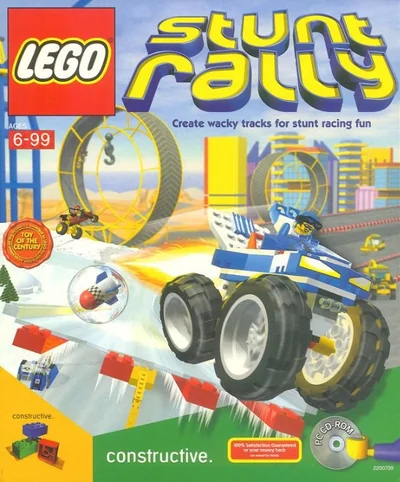 LEGO
stunt
rally
Create wacky tracks for stunt racing fun
AGES
6-99
TOY
OF THE
CENTURY
constructive.
constructive.
100% Satisfaction Guaranteed
or your money back
PC CD-ROM